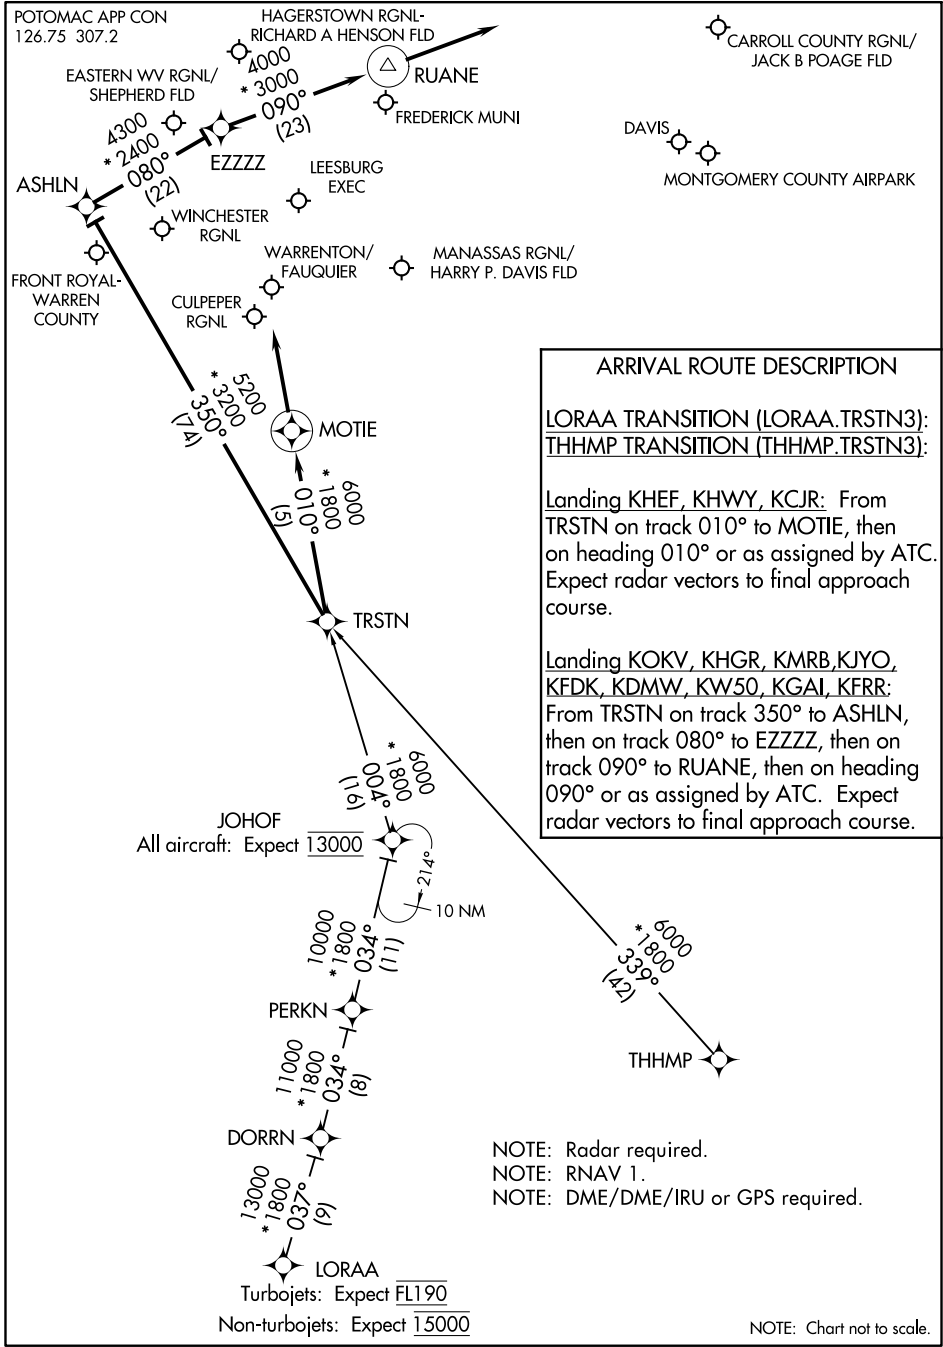 POTOMAC APP CON
126.75 307.2
HAGERSTOWN RGNL-
RICHARD A HENSON FLD
CARROLL COUNTY RGNL/
JACK B POAGE FLD
EASTERN WV RGNL/
SHEPHERD FLD
4000
* 3000
090°
(23)
RUANE
FREDERICK MUNI
4300
* 2400
080°
(22)
EZZZZ
DAVIS
MONTGOMERY COUNTY AIRPARK
ASHLN
LEESBURG
EXEC
WINCHESTER
RGNL
FRONT ROYAL-
WARREN
COUNTY
WARRENTON/
FAUQUIER
MANASSAS RGNL/
HARRY P. DAVIS FLD
CULPEPER
RGNL
5200
* 3200
350°
(74)
MOTIE
6000
* 1800
010°
(5)
TRSTN
ARRIVAL ROUTE DESCRIPTION
LORAA TRANSITION (LORAA.TRSTN3):
THHMP TRANSITION (THHMP.TRSTN3):
Landing KHEF, KHWY, KCJR: From
TRSTN on track 010° to MOTIE, then
on heading 010° or as assigned by ATC.
Expect radar vectors to final approach
course.
Landing KOKV, KHGR, KMRB,KJYO,
KFDK, KDMW, KW50, KGAI, KFRR:
From TRSTN on track 350° to ASHLN,
then on track 080° to EZZZZ, then on
track 090° to RUANE, then on heading
090° or as assigned by ATC. Expect
radar vectors to final approach course.
6000
* 1800
004°
(16)
JOHOF
All aircraft: Expect 13000
214°
10 NM
10000
* 1800
034°
(11)
6000
* 1800
339°
(42)
PERKN
THHMP
11000
* 1800
034°
(8)
DORRN
13000
* 1800
037°
(9)
NOTE: Radar required.
NOTE: RNAV 1.
NOTE: DME/DME/IRU or GPS required.
LORAA
Turbojets: Expect FL190
Non-turbojets: Expect 15000
NOTE: Chart not to scale.